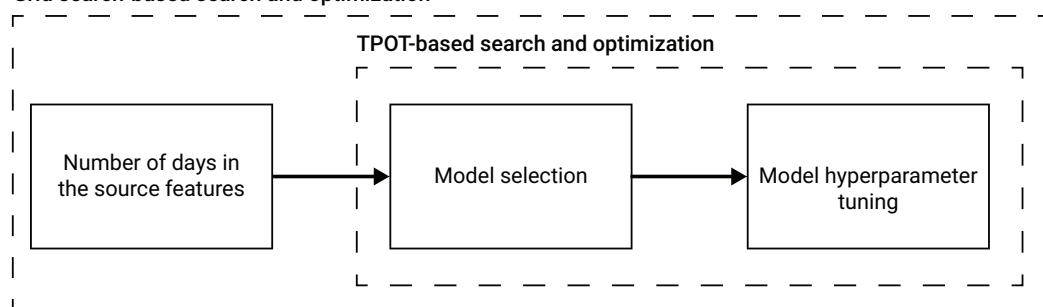 Grid search-based search and optimization
TPOT-based search and optimization
Number of days in
the source features
Model selection
Model hyperparameter
tuning